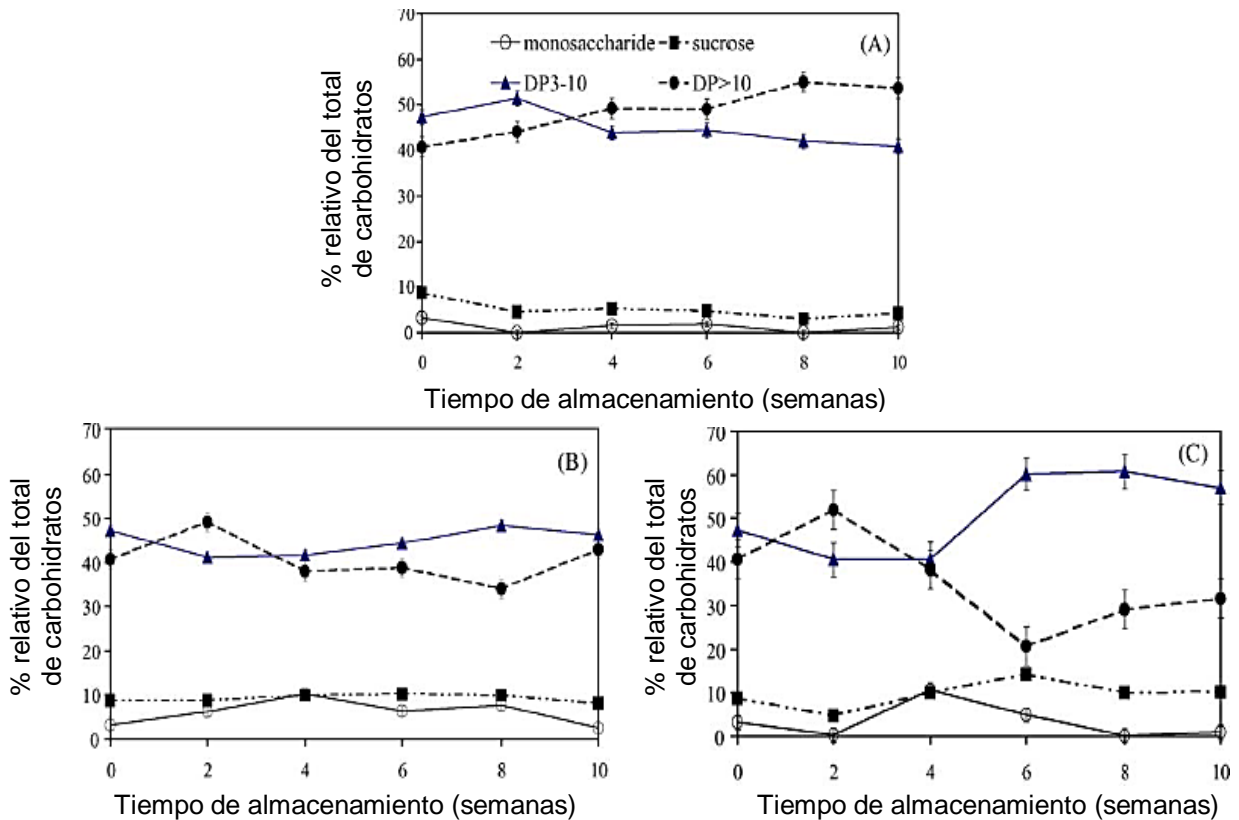 70
monosaccharide
sucrose
(A)
60
DP3-10
DP>10
50
40
30
20
10
0
% relativo del total
de carbohidratos
0 2 4 6 8 10
Tiempo de almacenamiento (semanas)
70
(B)
60
50
40
30
20
10
0
% relativo del total
de carbohidratos
0 2 4 6 8 10
Tiempo de almacenamiento (semanas)
70
(C)
60
50
40
30
20
10
0
% relativo del total
de carbohidratos
0 2 4 6 8 10
Tiempo de almacenamiento (semanas)